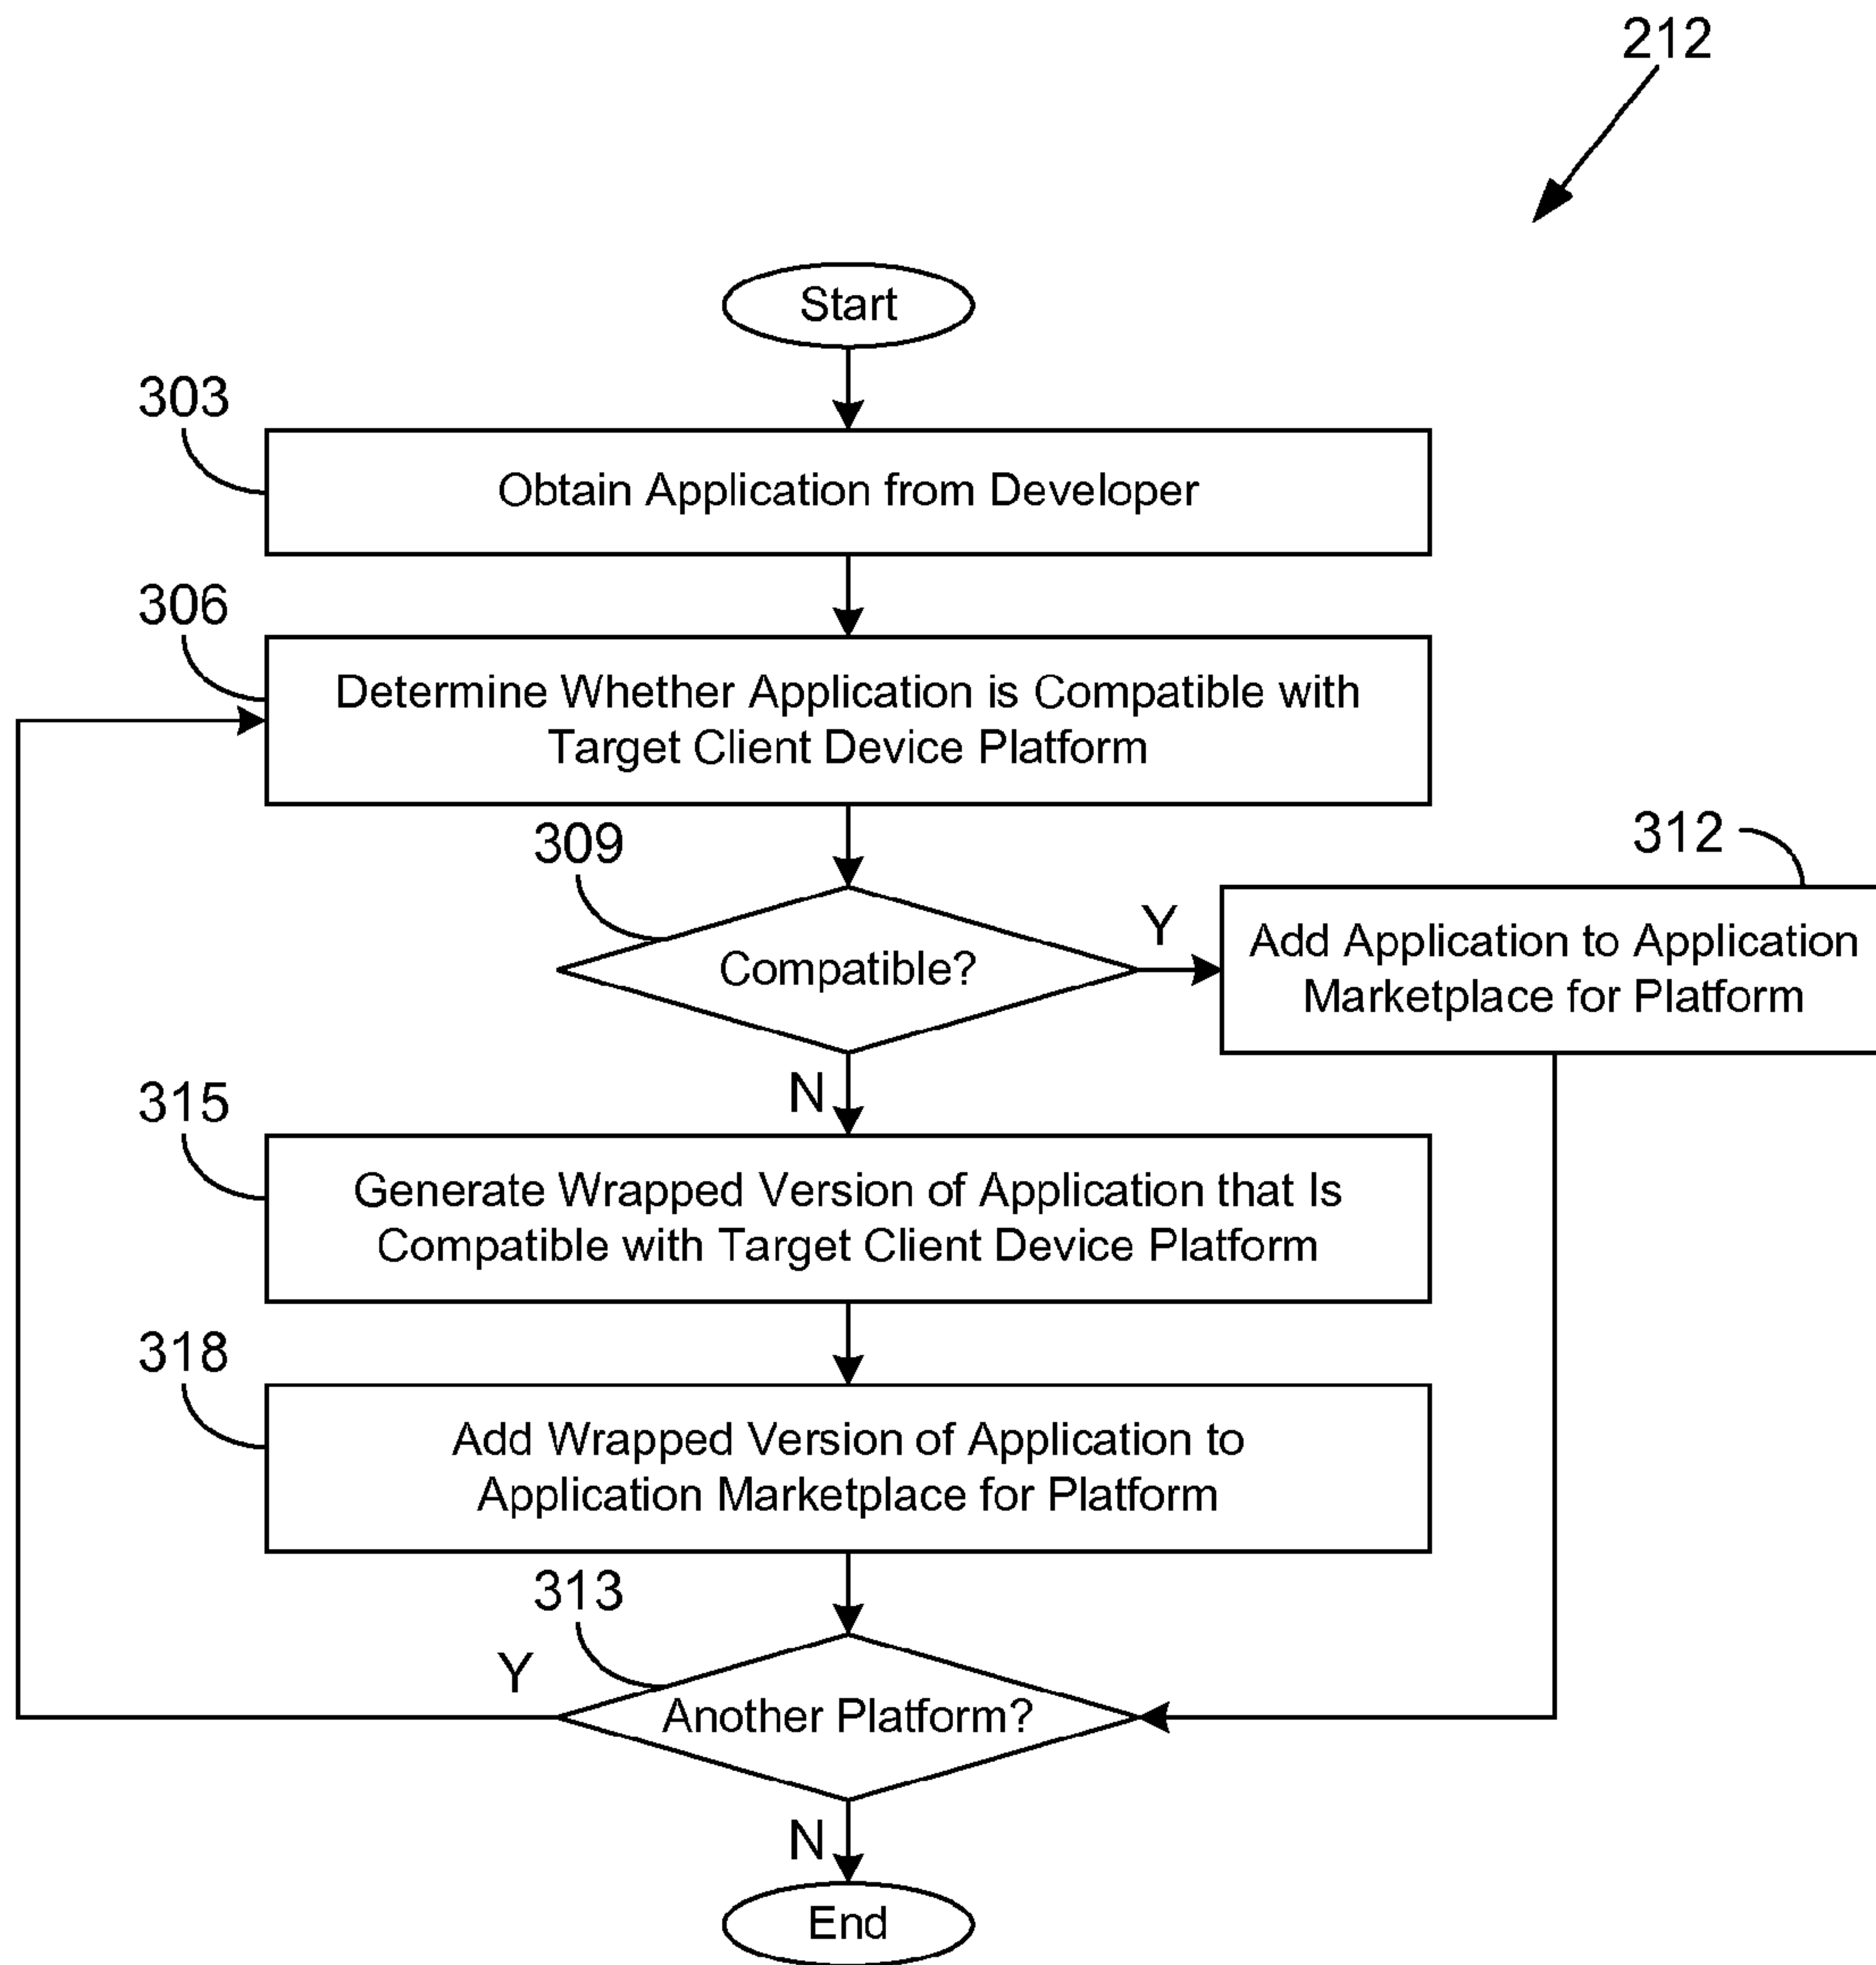 212
Start
303
Obtain Application from Developer
306
Determine Whether Application is Compatible with
Target Client Device Platform
309
Compatible?
Y
312
Add Application to Application
Marketplace for Platform
N
315
Generate Wrapped Version of Application that Is
Compatible with Target Client Device Platform
318
Add Wrapped Version of Application to
Application Marketplace for Platform
313
Y
Another Platform?
N
End